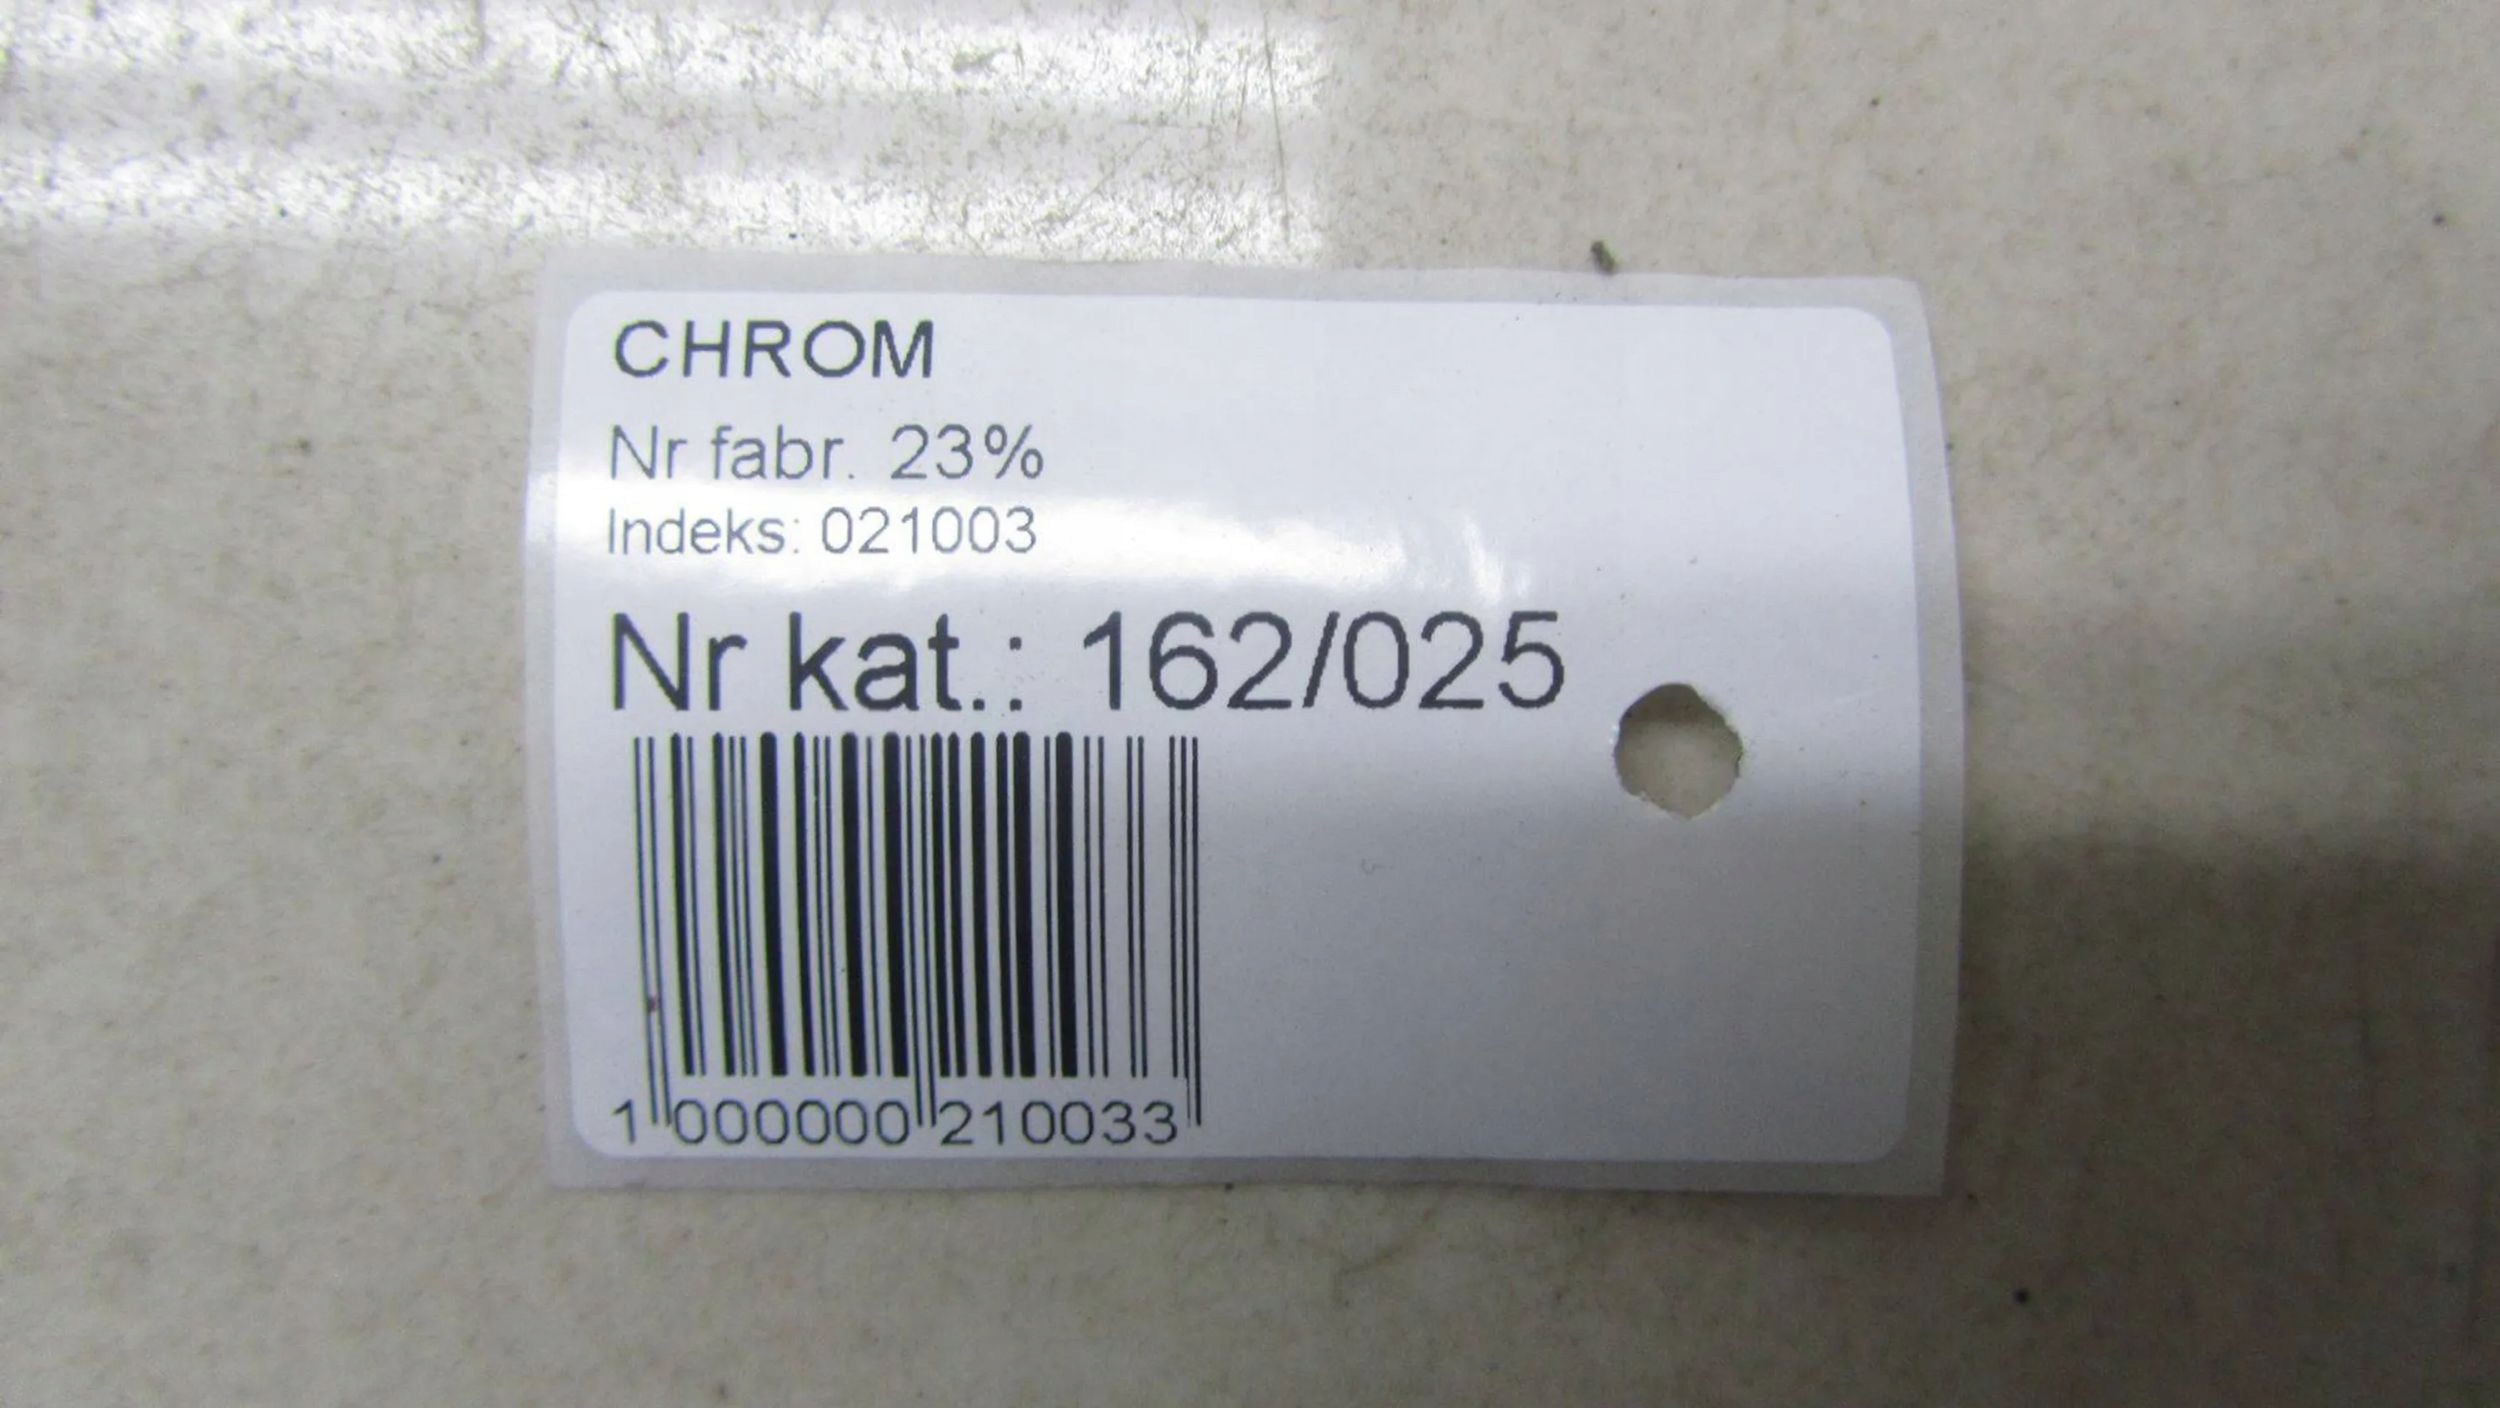 CHROM
Nr fabr. 23%
Indeks: 021003
Nr kat.: 162/025
1 000000 210033